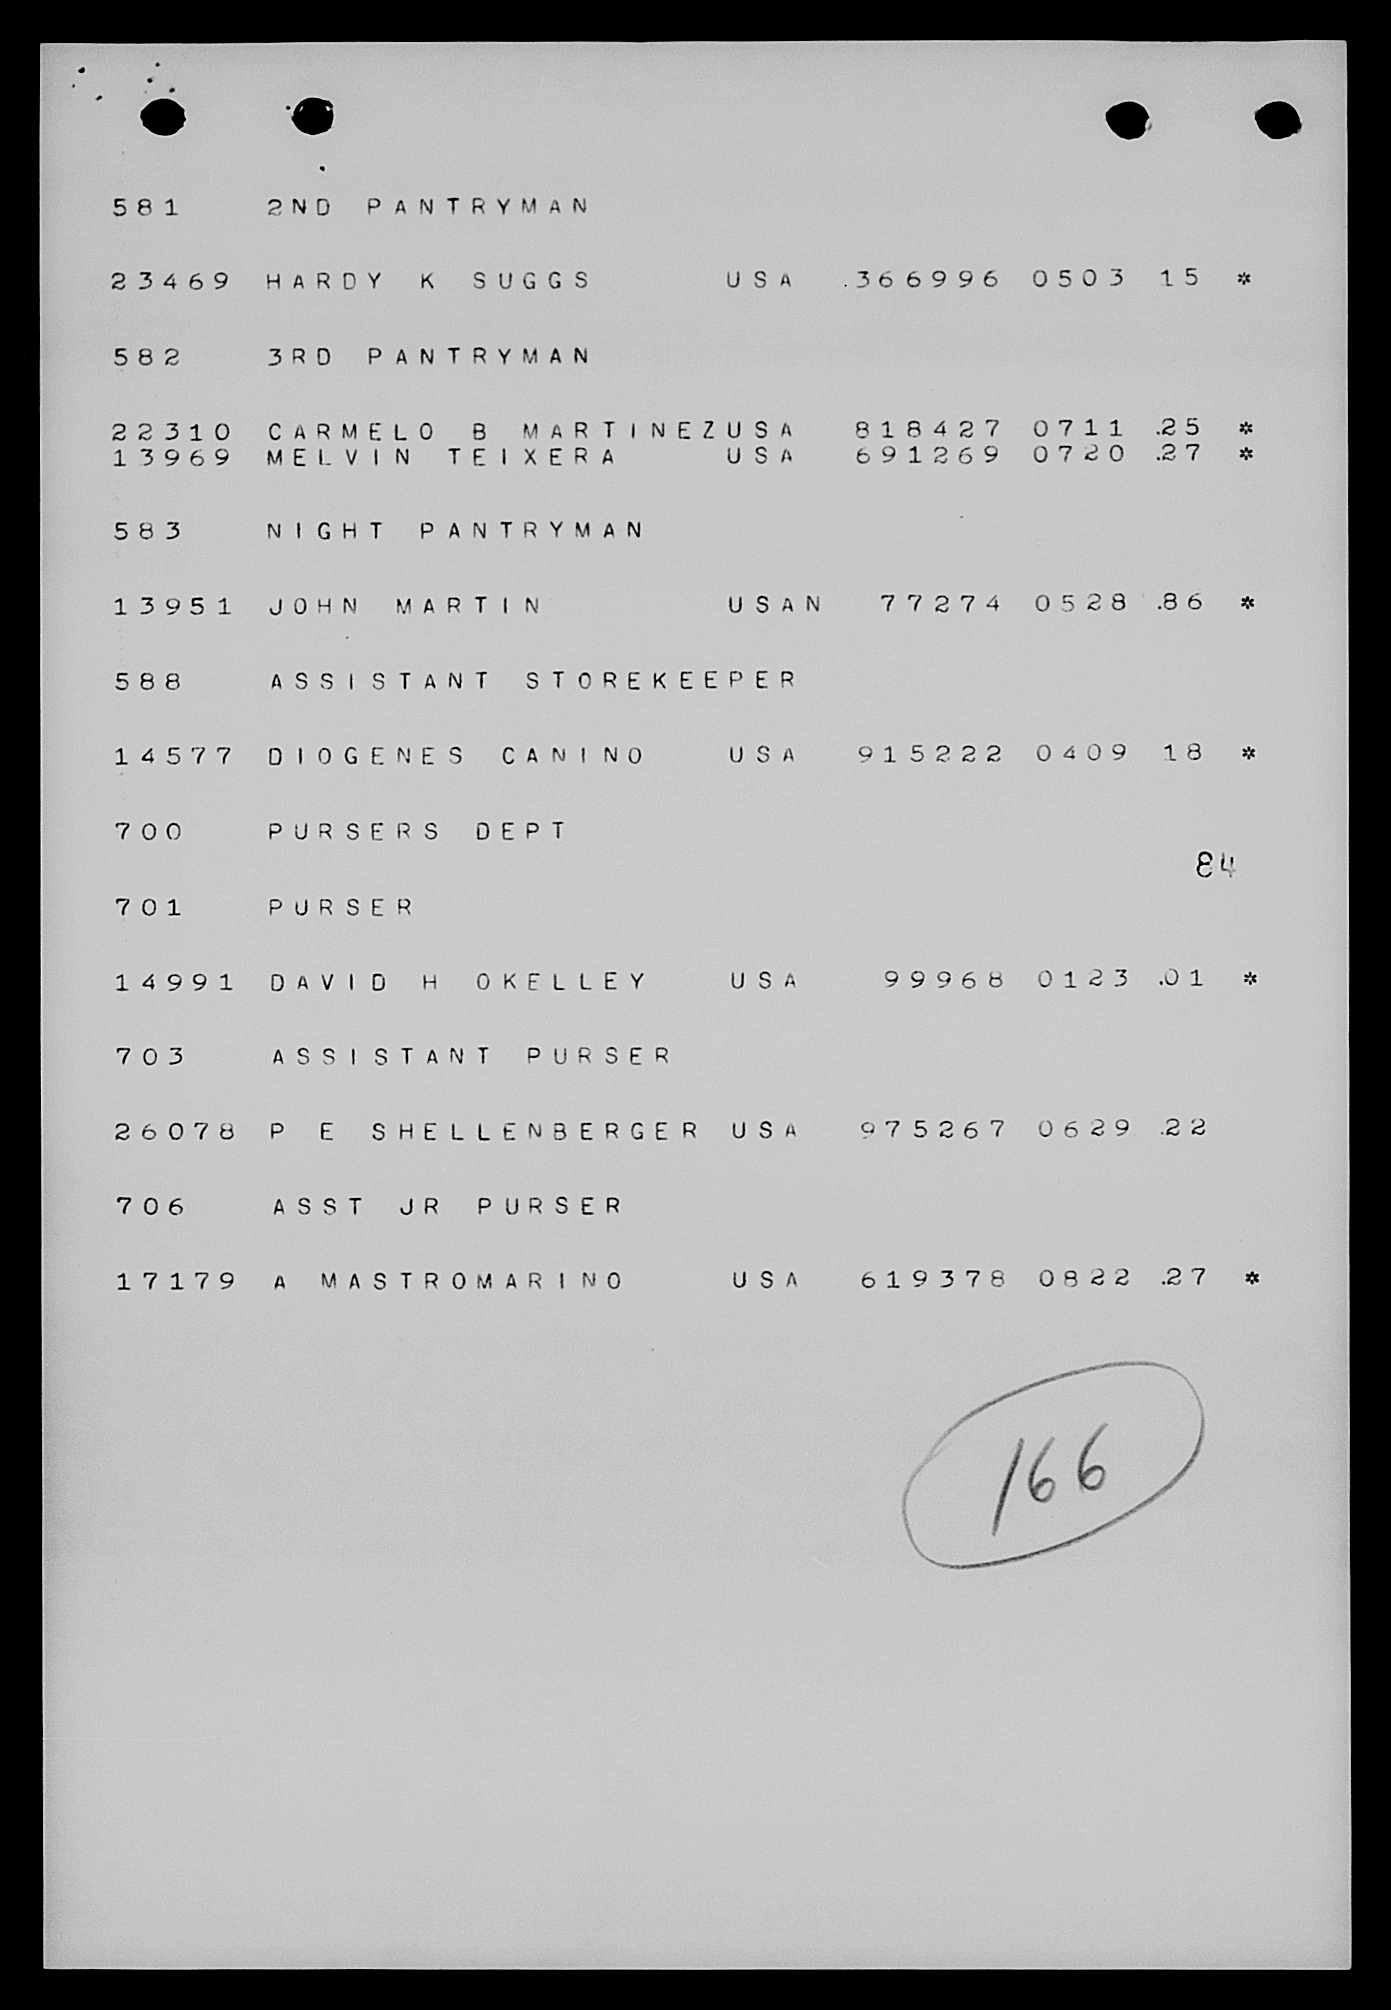 581 2ND PANTRYMAN
23469 HARDY K SUGGS USA .366996 0503 15 *
582 3RD PANTRYMAN
22310 CARMELO B MARTINEZUSA 818427 0711 .25 *
13969 MELVIN TEIXERA USA 691269 0720 .27 *
583 NIGHT PANTRYMAN
13951 JOHN MARTIN USAN 77274 0528 .86 *
588 ASSISTANT STOREKEEPER
14577 DIOGENES CANINO USA 915222 0409 18 *
700 PURSERS DEPT
84
701 PURSER
14991 DAVID H OKELLEY USA 99968 0123 .01 *
703 ASSISTANT PURSER
26078 P E SHELLENBERGER USA 975267 0629 .22
706 ASST JR PURSER
17179 A MASTROMARINO USA 619378 0822 .27 *
166